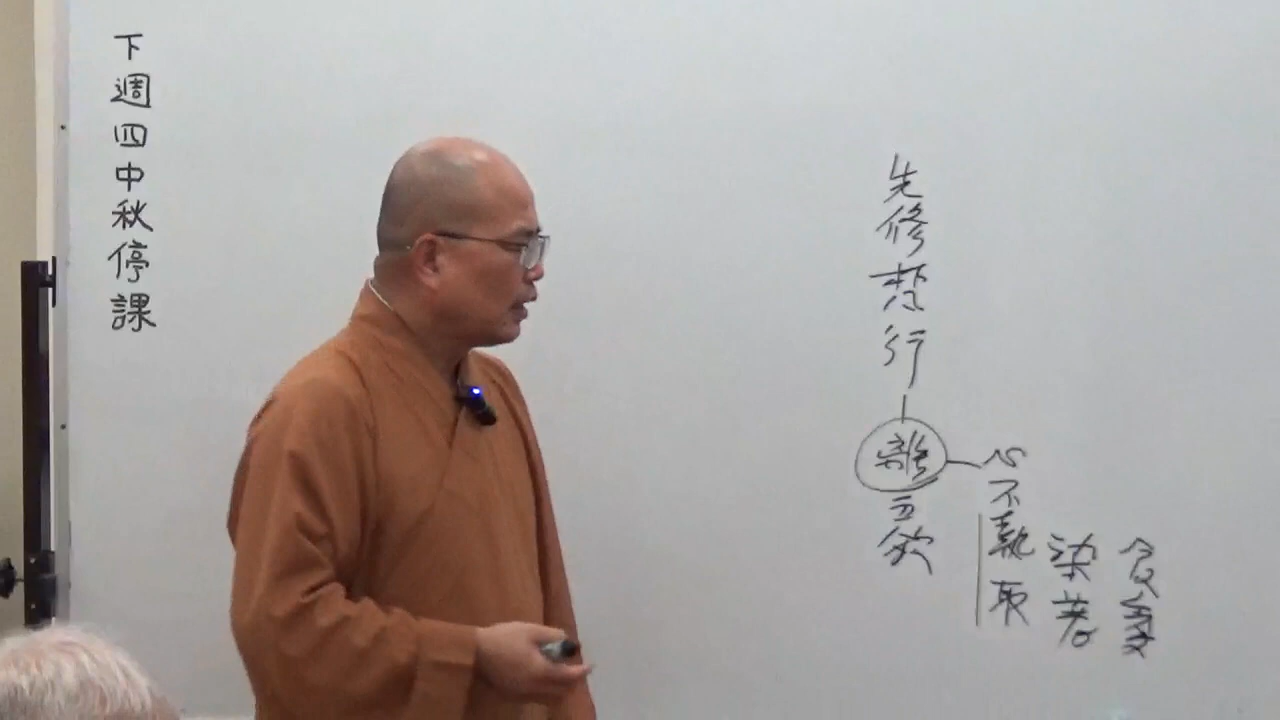 下週四中秋停課
先修梵行
離五欲
心不執取
染著
貪愛